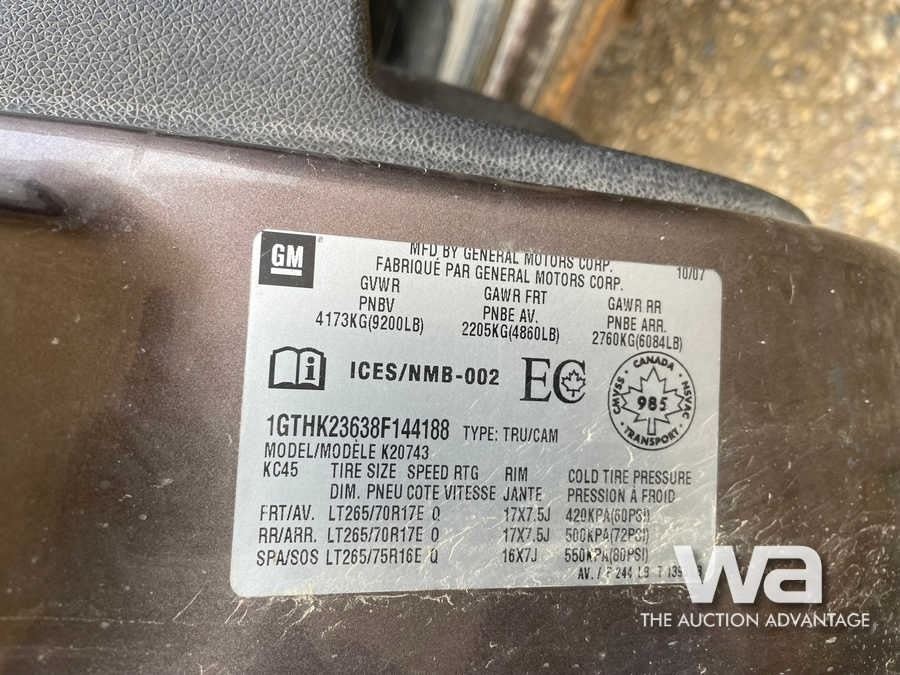 GM
MFD BY GENERAL MOTORS CORP.
FABRIQUÉ PAR GENERAL MOTORS CORP.
10/07
GVWR GAWR FRT GAWR RR
PNBV PNBE AV. PNBE ARR.
4173KG(9200LB) 2205KG(4860LB) 2760KG(6084LB)
i ICES/NMB-002 EC
CANADA
CMVSS 985 NSVAC
TRANSPORT
1GTHK23638F144188 TYPE: TRU/CAM
MODEL/MODÈLE K20743
KC45 TIRE SIZE SPEED RTG RIM COLD TIRE PRESSURE
DIM. PNEU COTE VITESSE JANTE PRESSION À FROID
FRT/AV. LT265/70R17E Q 17X7.5J 420KPA(60PSI)
RR/ARR. LT265/70R17E Q 17X7.5J 500KPA(72PSI)
SPA/SOS LT265/75R16E Q 16X7J 550KPA(80PSI)
AV. / F 244 LB
wa
THE AUCTION ADVANTAGE